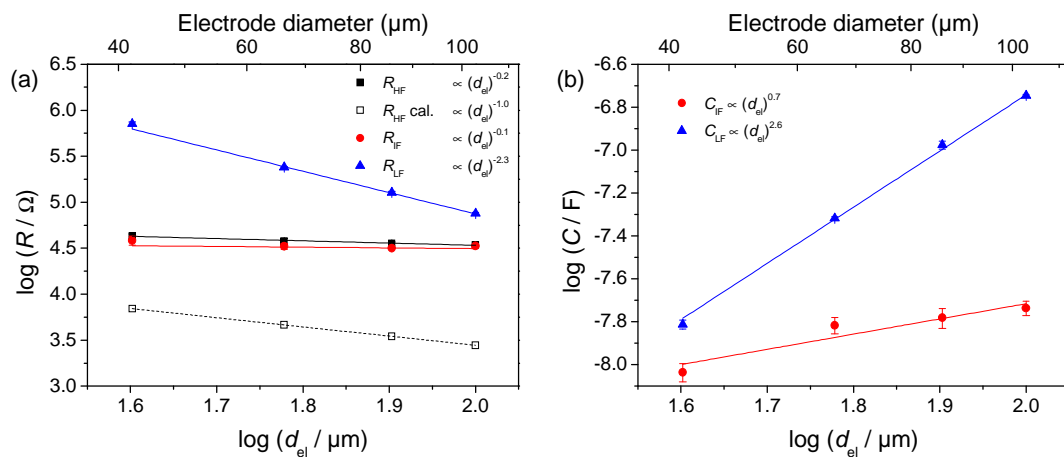 Electrode diameter (µm)
40 60 80 100
(a)
6.5
6.0
5.5
5.0
4.5
4.0
3.5
3.0
log (R / Ω)
R_HF ∝ (d_el)^-0.2
R_HF cal. ∝ (d_el)^-1.0
R_IF ∝ (d_el)^-0.1
R_LF ∝ (d_el)^-2.3
1.6 1.7 1.8 1.9 2.0
log (d_el / µm)
Electrode diameter (µm)
40 60 80 100
(b)
-6.6
-6.8
-7.0
-7.2
-7.4
-7.6
-7.8
-8.0
log (C / F)
C_IF ∝ (d_el)^0.7
C_LF ∝ (d_el)^2.6
1.6 1.7 1.8 1.9 2.0
log (d_el / µm)